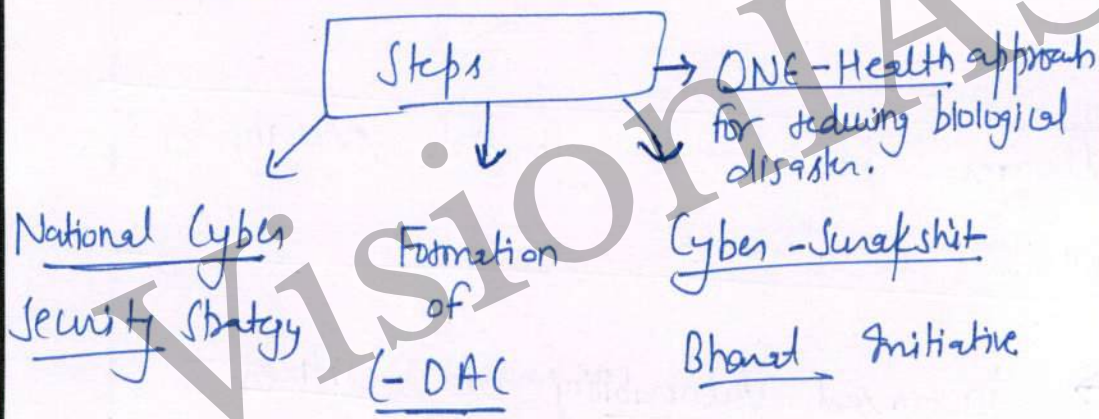 Steps
→ ONE-Health approach
for reducing biological
disaster.
National Cyber
Security Strategy
Formation
of
C-DAC
Cyber-Surakshit
Bharat Initiative
VisionIAS